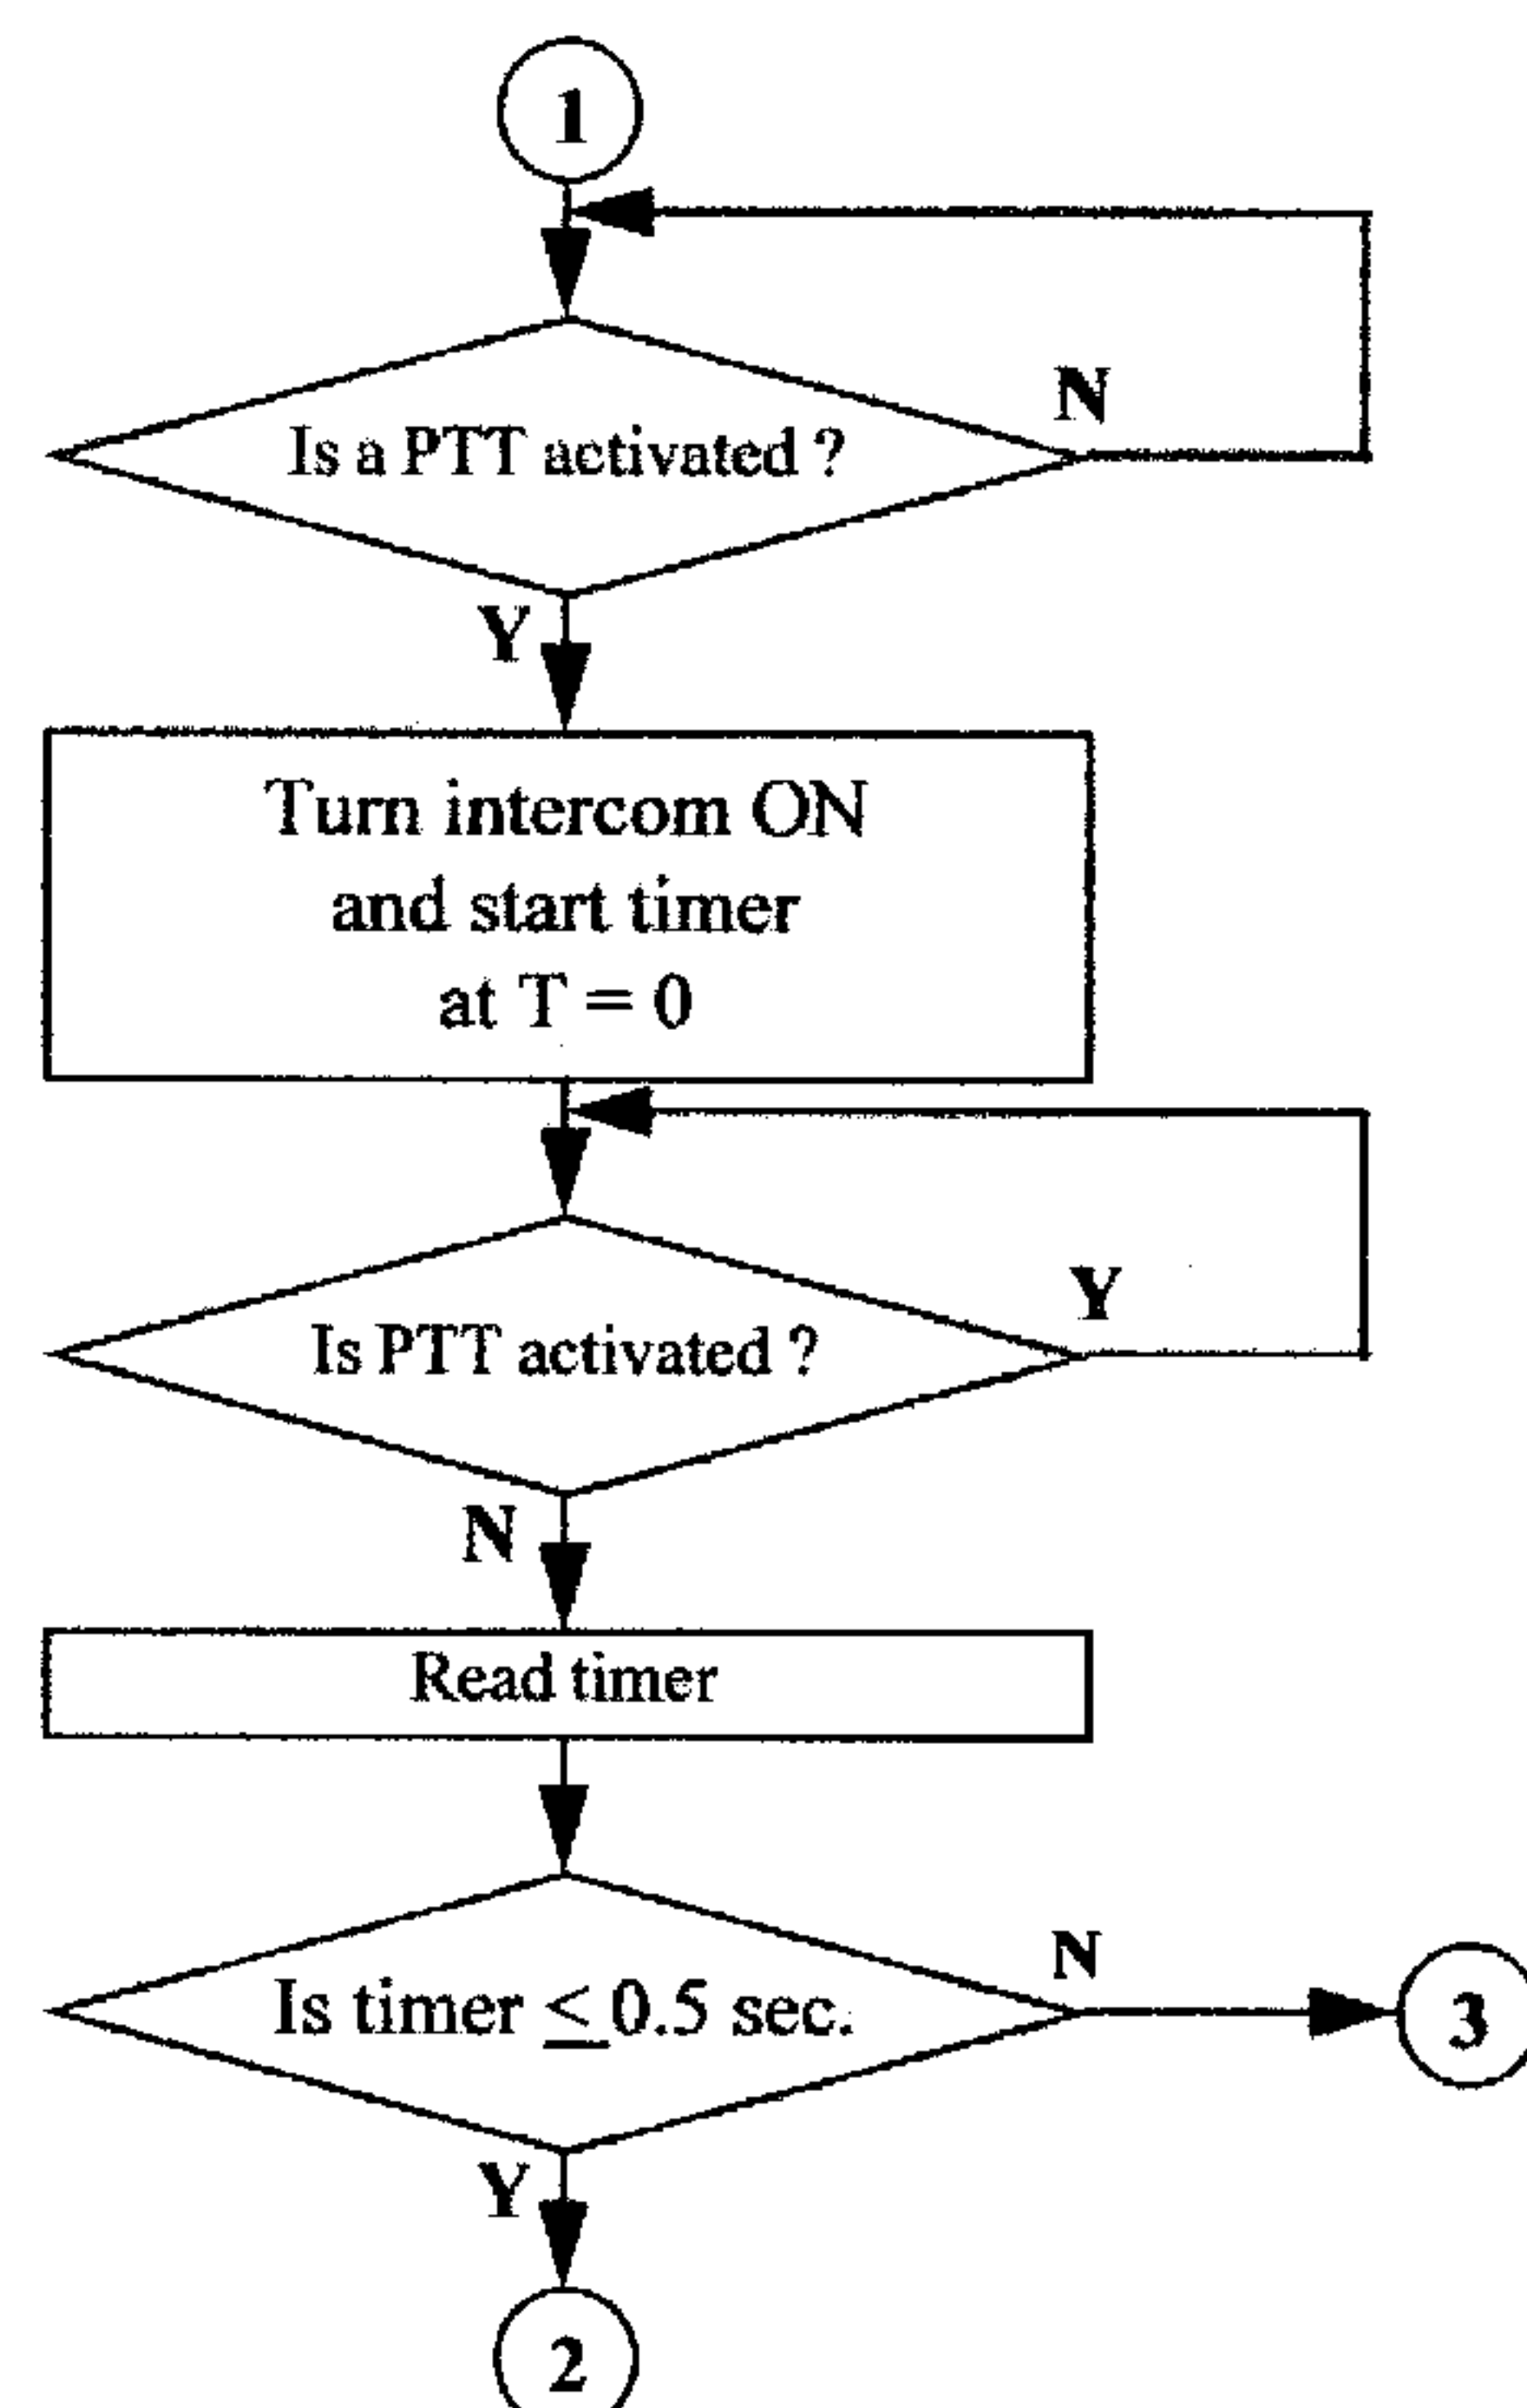 1
N
Is a PTT activated ?
Y
Turn intercom ON
and start timer
at T = 0
Y
Is PTT activated ?
N
Read timer
N
Is timer ≤ 0.5 sec.
3
Y
2